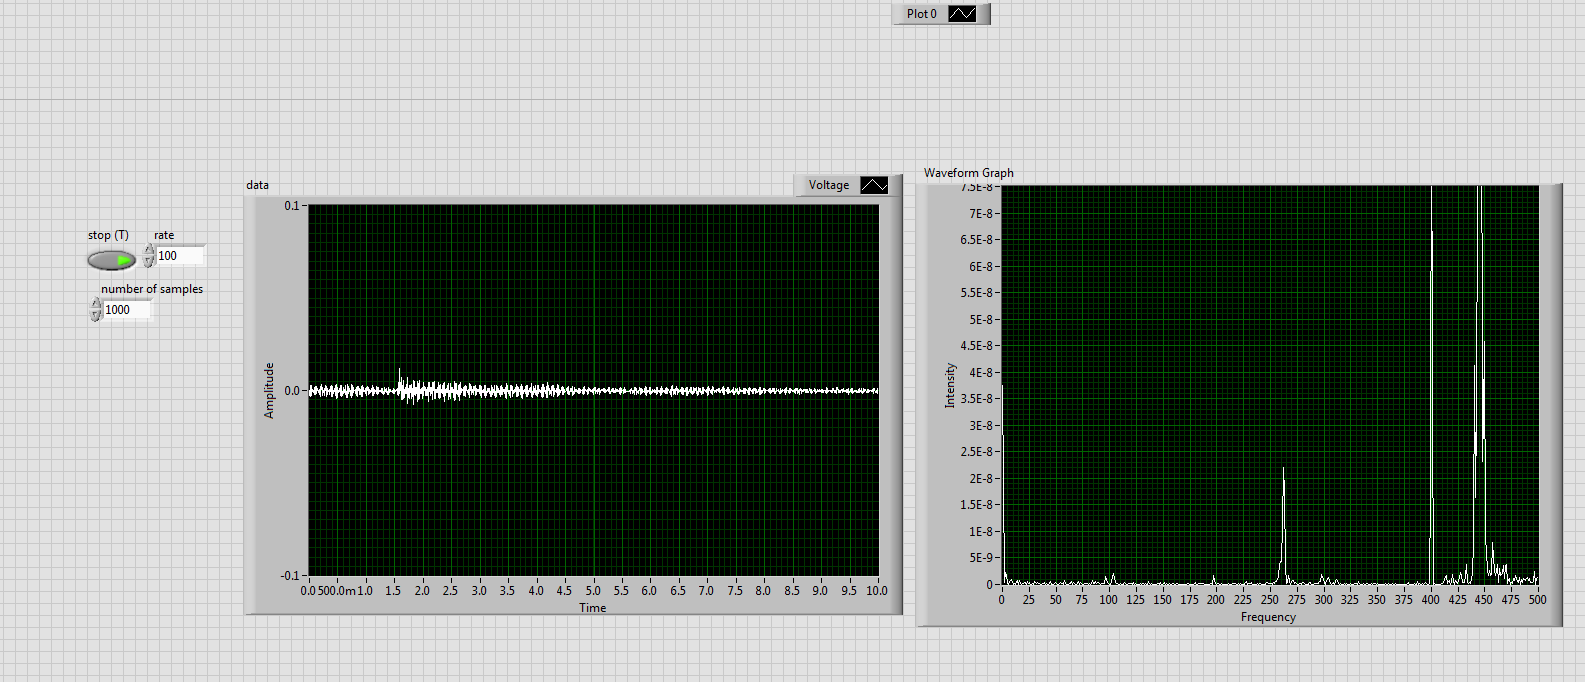 Plot 0
data
Voltage
Waveform Graph
stop (T)
rate
100
number of samples
1000
Amplitude
0.1
0.0
-0.1
0.0 500.0m 1.0 1.5 2.0 2.5 3.0 3.5 4.0 4.5 5.0 5.5 6.0 6.5 7.0 7.5 8.0 8.5 9.0 9.5 10.0
Time
Intensity
7.5E-8
7E-8
6.5E-8
6E-8
5.5E-8
5E-8
4.5E-8
4E-8
3.5E-8
3E-8
2.5E-8
2E-8
1.5E-8
1E-8
5E-9
0
0 25 50 75 100 125 150 175 200 225 250 275 300 325 350 375 400 425 450 475 500
Frequency